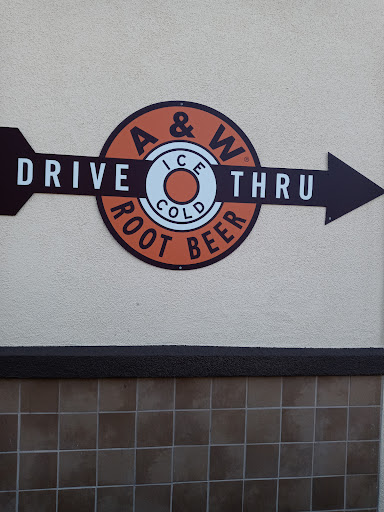 A & W®
DRIVE ICE COLD THRU
ROOT BEER